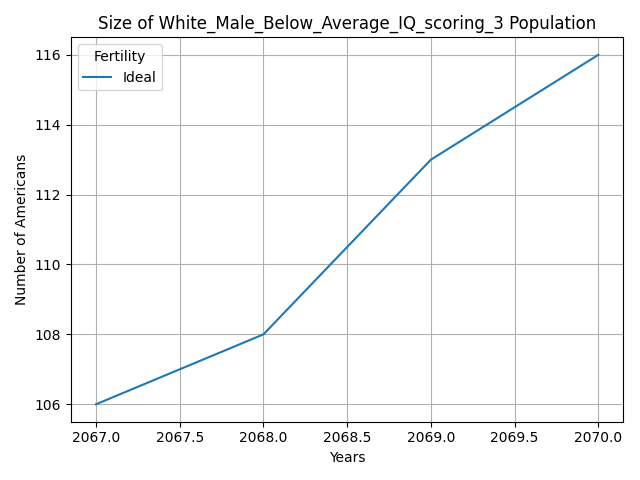 Size of White_Male_Below_Average_IQ_scoring_3 Population
Fertility
Ideal
116
114
112
110
108
106
Number of Americans
2067.0 2067.5 2068.0 2068.5 2069.0 2069.5 2070.0
Years